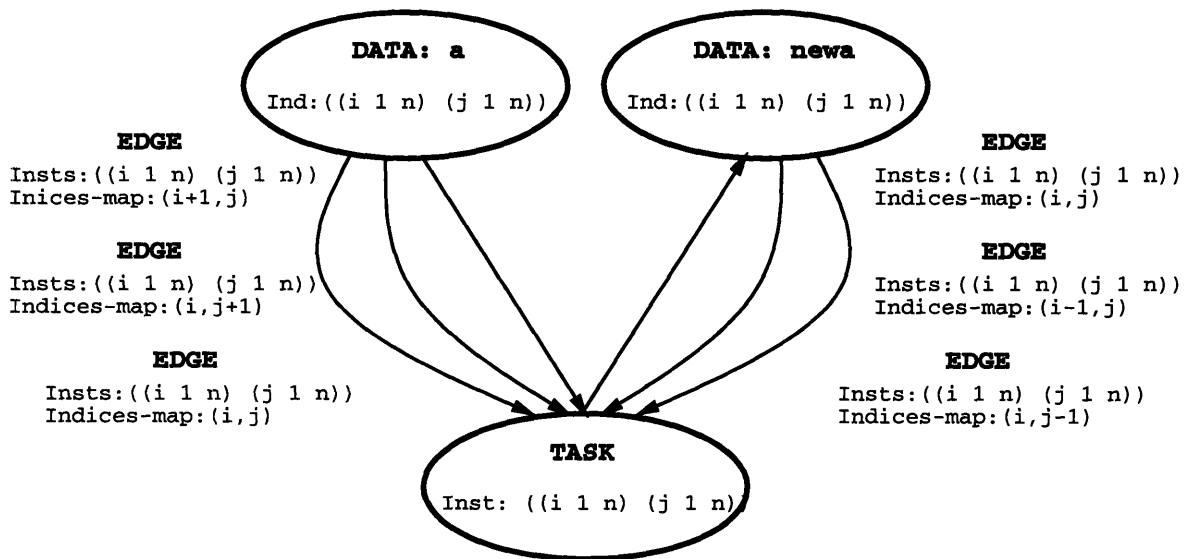 DATA: a
Ind:((i 1 n) (j 1 n))
DATA: newa
Ind:((i 1 n) (j 1 n))
EDGE
Insts:((i 1 n) (j 1 n))
Inices-map:(i+1,j)
EDGE
Insts:((i 1 n) (j 1 n))
Indices-map:(i,j+1)
EDGE
Insts:((i 1 n) (j 1 n))
Indices-map:(i,j)
EDGE
Insts:((i 1 n) (j 1 n))
Indices-map:(i,j)
EDGE
Insts:((i 1 n) (j 1 n))
Indices-map:(i-1,j)
EDGE
Insts:((i 1 n) (j 1 n))
Indices-map:(i,j-1)
TASK
Inst: ((i 1 n) (j 1 n))